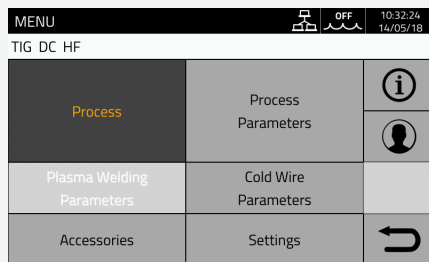 MENU
OFF
10:32:24
14/05/18
TIG DC HF
Process
Process
Parameters
Plasma Welding
Parameters
Cold Wire
Parameters
Accessories
Settings